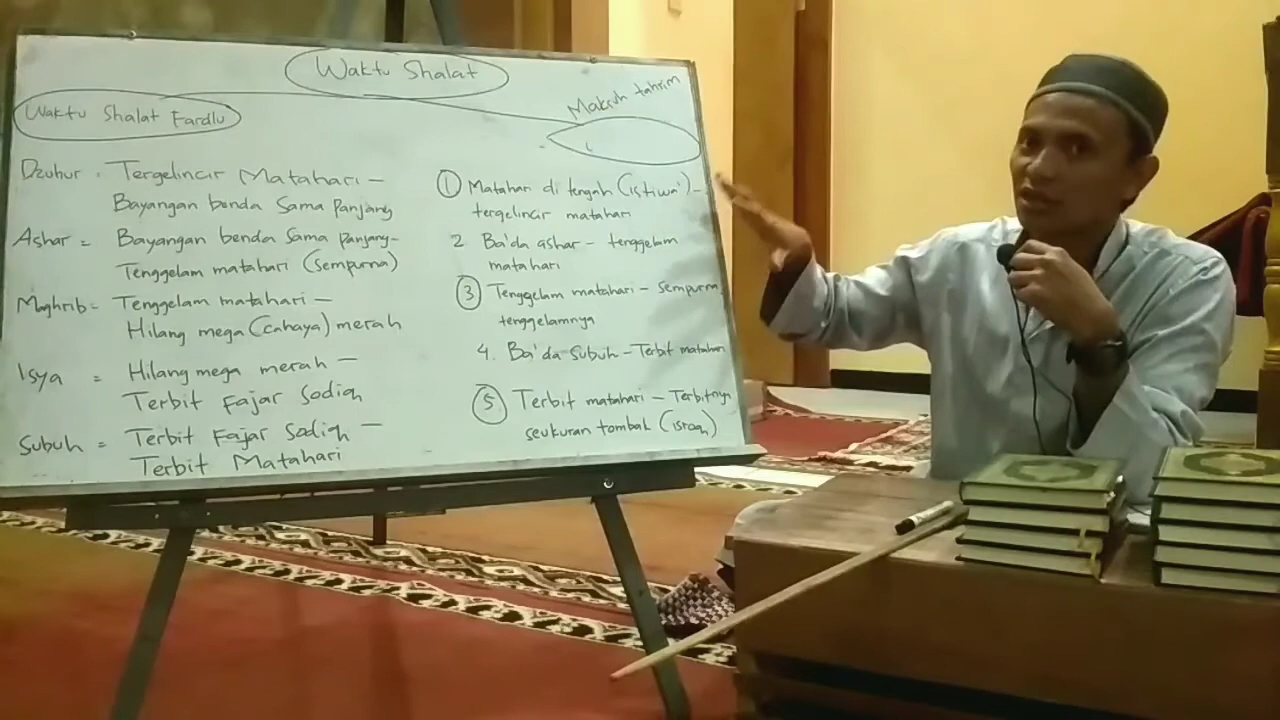 Waktu Shalat
Waktu Shalat Fardlu
Dzuhur = Tergelincir Matahari -
Bayangan benda Sama Panjang
Ashar = Bayangan benda Sama Panjang-
Tenggelam matahari (Sempurna)
Maghrib = Tenggelam matahari -
Hilang mega (cahaya) merah
Isya = Hilang mega merah -
Terbit Fajar Sodiq
Subuh = Terbit Fajar Sodiq -
Terbit Matahari
Makruh tahrim
1 Matahari di tengah (istiwa') -
tergelincir matahari
2 Ba'da ashar - tenggelam
matahari
3 Tenggelam matahari - Sempurna
tenggelamnya
4. Ba'da Subuh - Terbit matahari
5. Terbit matahari - Terbitnya
seukuran tombak (isroq)